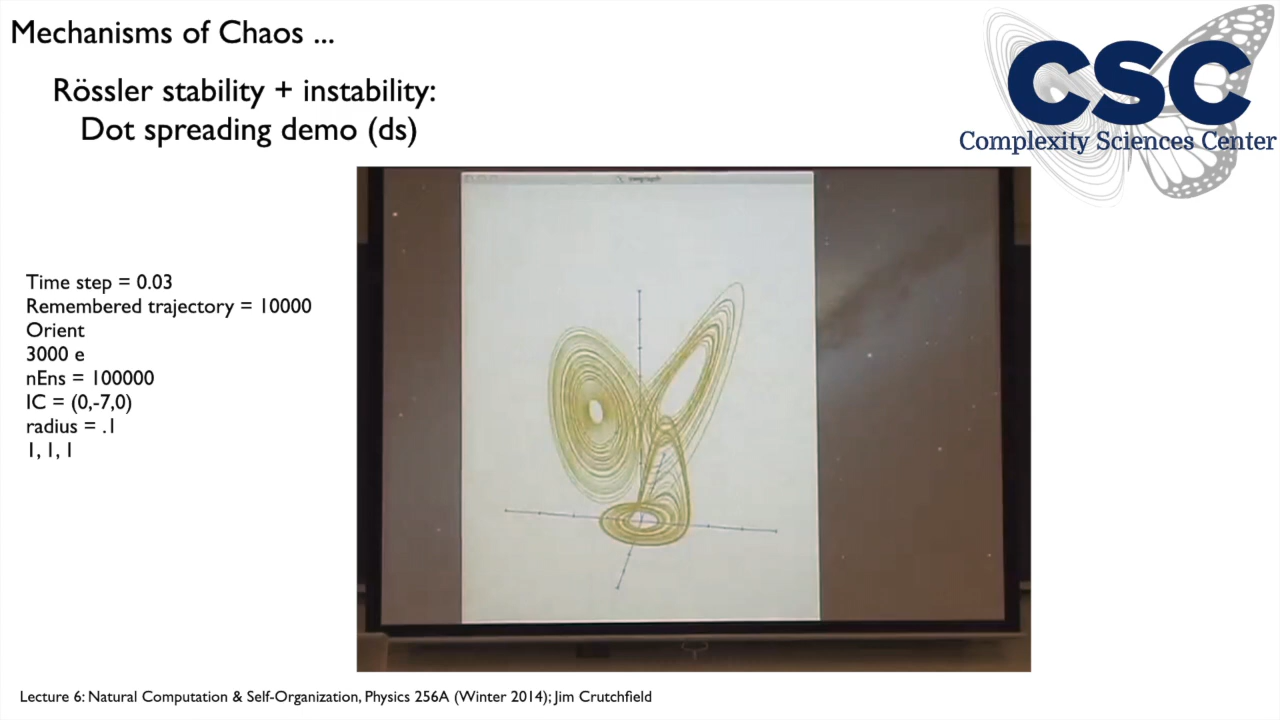 Mechanisms of Chaos ...
Rössler stability + instability:
Dot spreading demo (ds)
CSC
Complexity Sciences Center
Time step = 0.03
Remembered trajectory = 10000
Orient
3000 e
nEns = 100000
IC = (0,-7,0)
radius = .1
1, 1, 1
Lecture 6: Natural Computation & Self-Organization, Physics 256A (Winter 2014); Jim Crutchfield